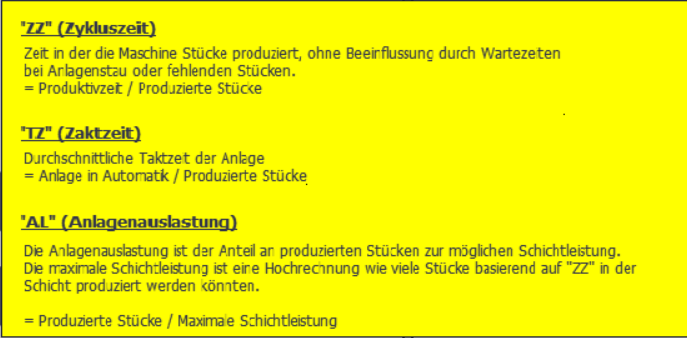 "ZZ" (Zykluszeit)
Zeit in der die Maschine Stücke produziert, ohne Beeinflussung durch Wartezeiten
bei Anlagenstau oder fehlenden Stücken.
= Produktivzeit / Produzierte Stücke
"TZ" (Zaktzeit)
Durchschnittliche Taktzeit der Anlage
= Anlage in Automatik / Produzierte Stücke
"AL" (Anlagenauslastung)
Die Anlagenauslastung ist der Anteil an produzierten Stücken zur möglichen Schichtleistung.
Die maximale Schichtleistung ist eine Hochrechnung wie viele Stücke basierend auf "ZZ" in der
Schicht produziert werden könnten.
= Produzierte Stücke / Maximale Schichtleistung